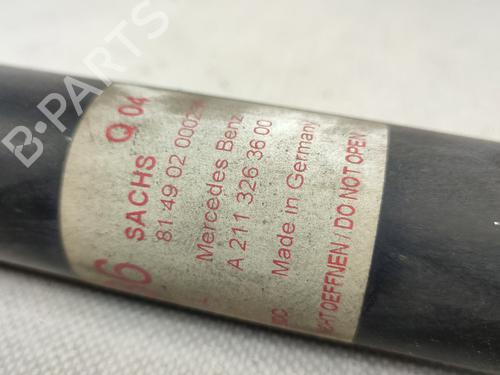 B-PARTS
Q 04
SACHS
81 49 02 000
Mercedes Benz
A 211 326 36 00
Made in Germany
OEFFNEN / DO NOT OPEN